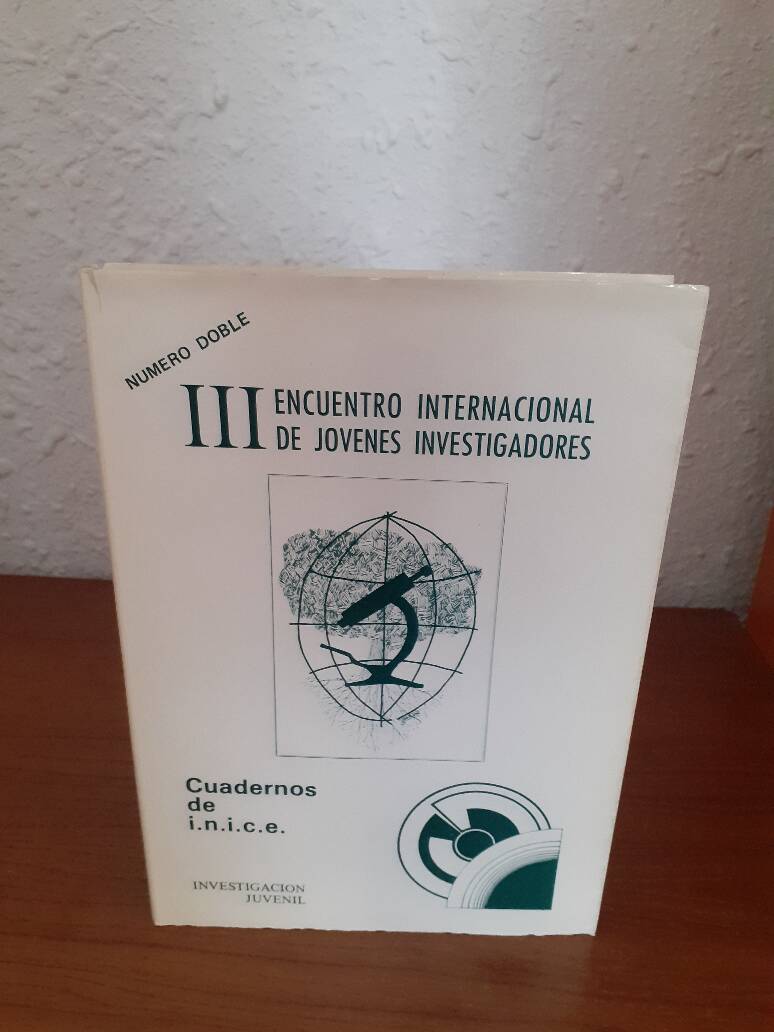 NUMERO DOBLE
III ENCUENTRO INTERNACIONAL
DE JOVENES INVESTIGADORES
Cuadernos
de
i.n.i.c.e.
INVESTIGACION
JUVENIL